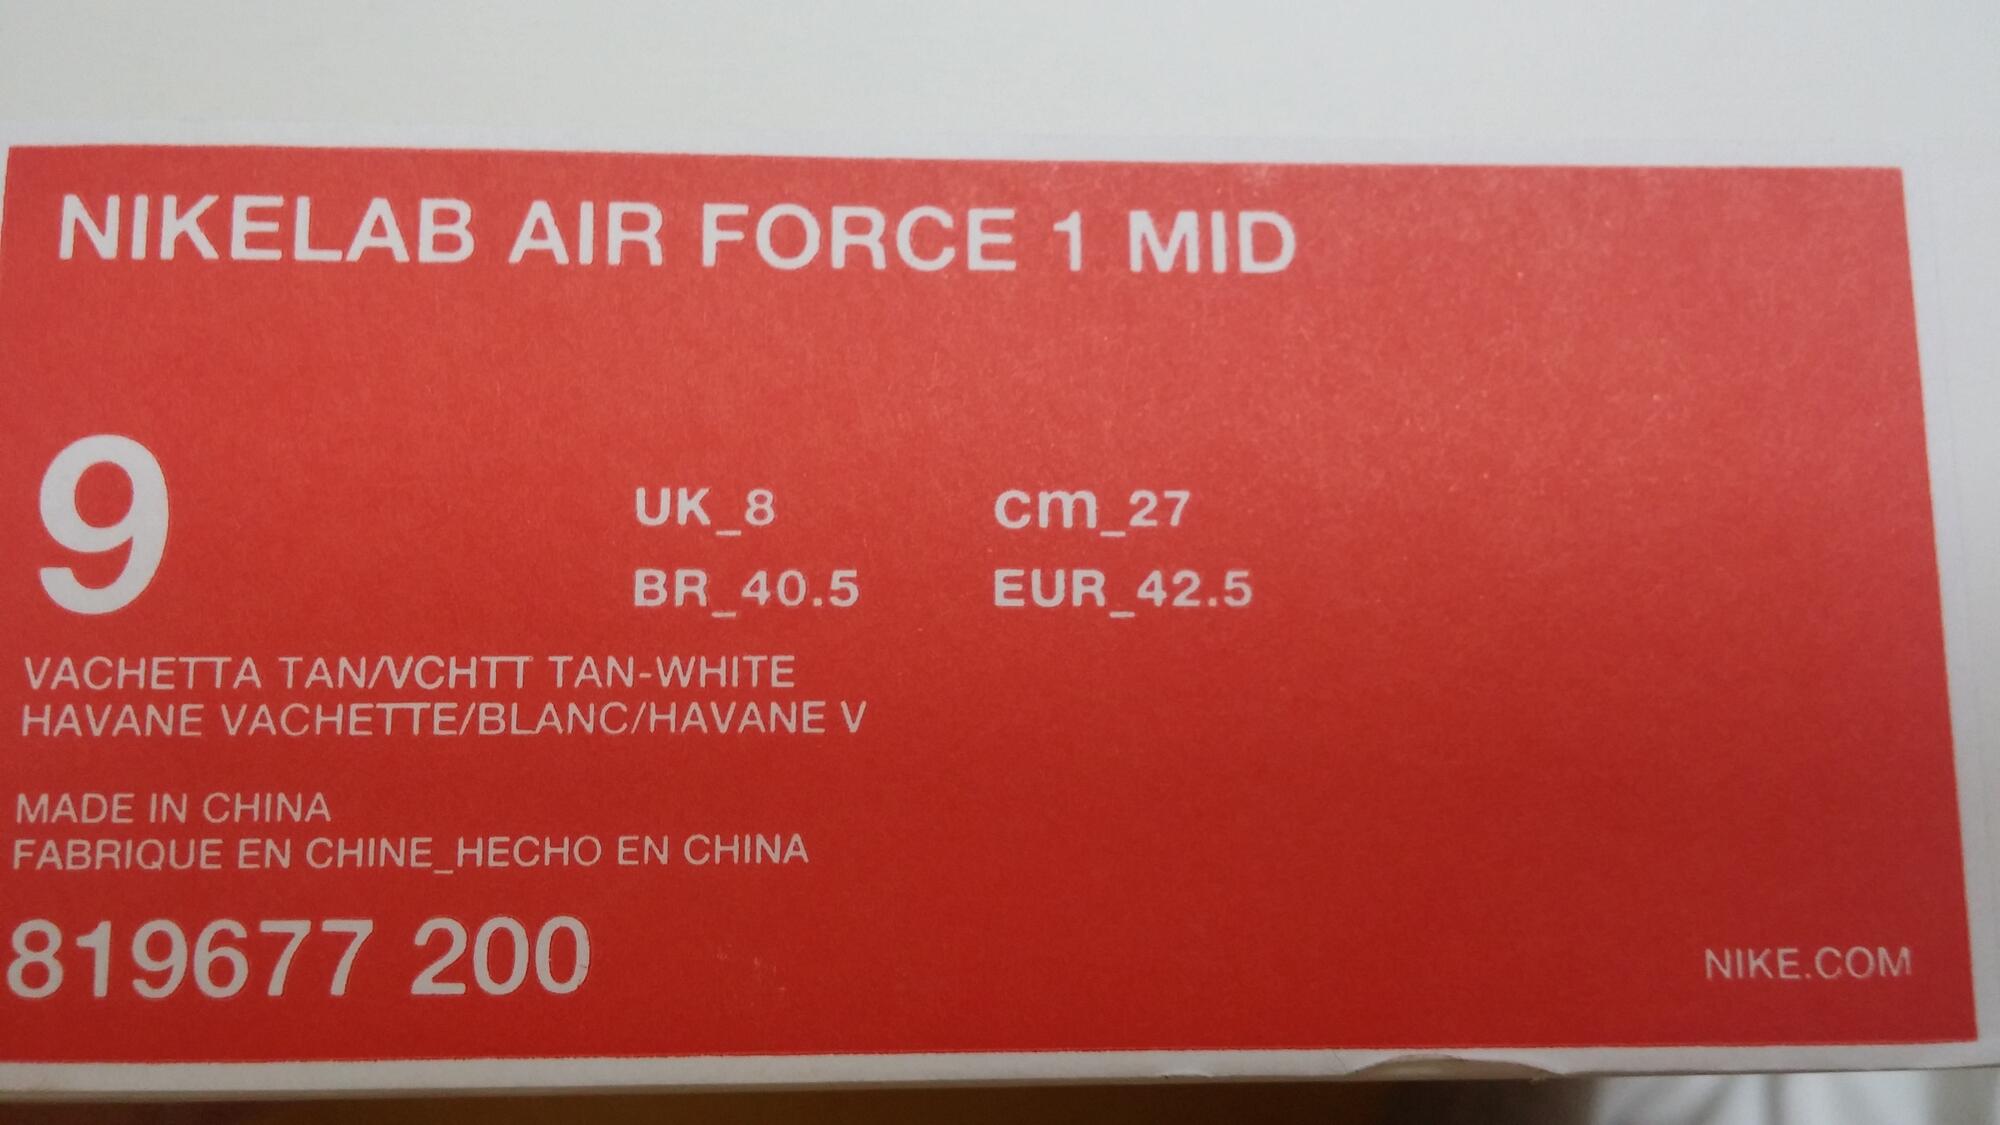 NIKELAB AIR FORCE 1 MID
9
UK_8 cm_27
BR_40.5 EUR_42.5
VACHETTA TAN/VCHTT TAN-WHITE
HAVANE VACHETTE/BLANC/HAVANE V
MADE IN CHINA
FABRIQUE EN CHINE_HECHO EN CHINA
819677 200
NIKE.COM